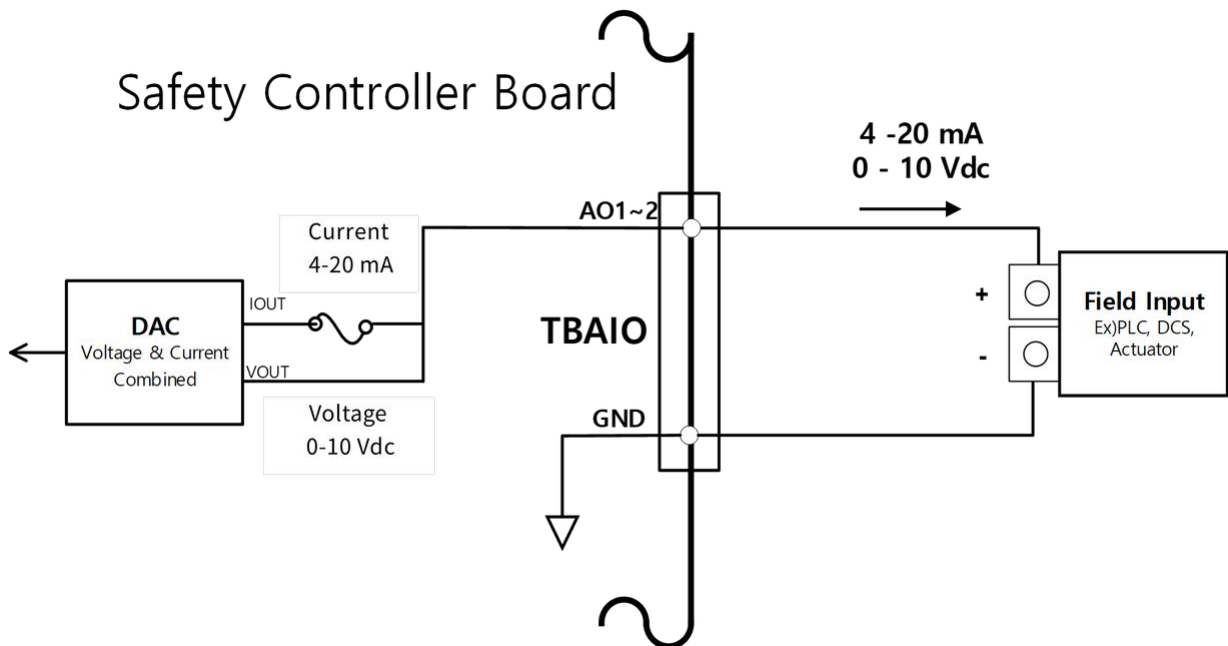 Safety Controller Board
4 -20 mA
0 - 10 Vdc
AO1~2
Current
4-20 mA
IOUT
DAC
Voltage & Current
Combined
VOUT
TBAIO
+
-
Field Input
Ex)PLC, DCS,
Actuator
Voltage
0-10 Vdc
GND